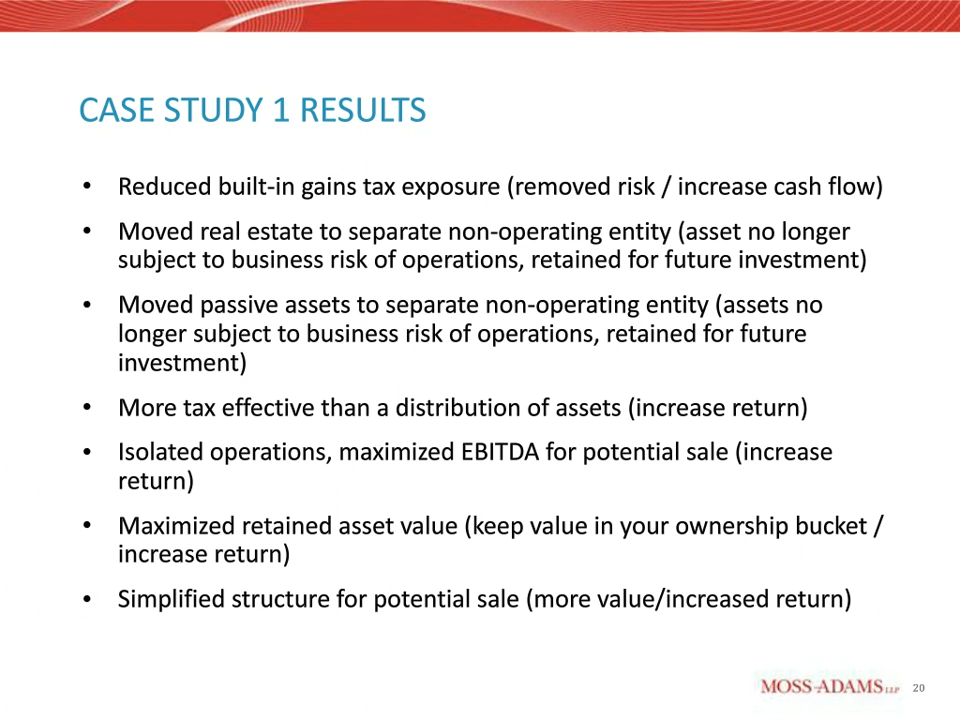 CASE STUDY 1 RESULTS
• Reduced built-in gains tax exposure (removed risk / increase cash flow)
• Moved real estate to separate non-operating entity (asset no longer
subject to business risk of operations, retained for future investment)
• Moved passive assets to separate non-operating entity (assets no
longer subject to business risk of operations, retained for future
investment)
• More tax effective than a distribution of assets (increase return)
• Isolated operations, maximized EBITDA for potential sale (increase
return)
• Maximized retained asset value (keep value in your ownership bucket /
increase return)
• Simplified structure for potential sale (more value/increased return)
MOSS-ADAMS LLP 20